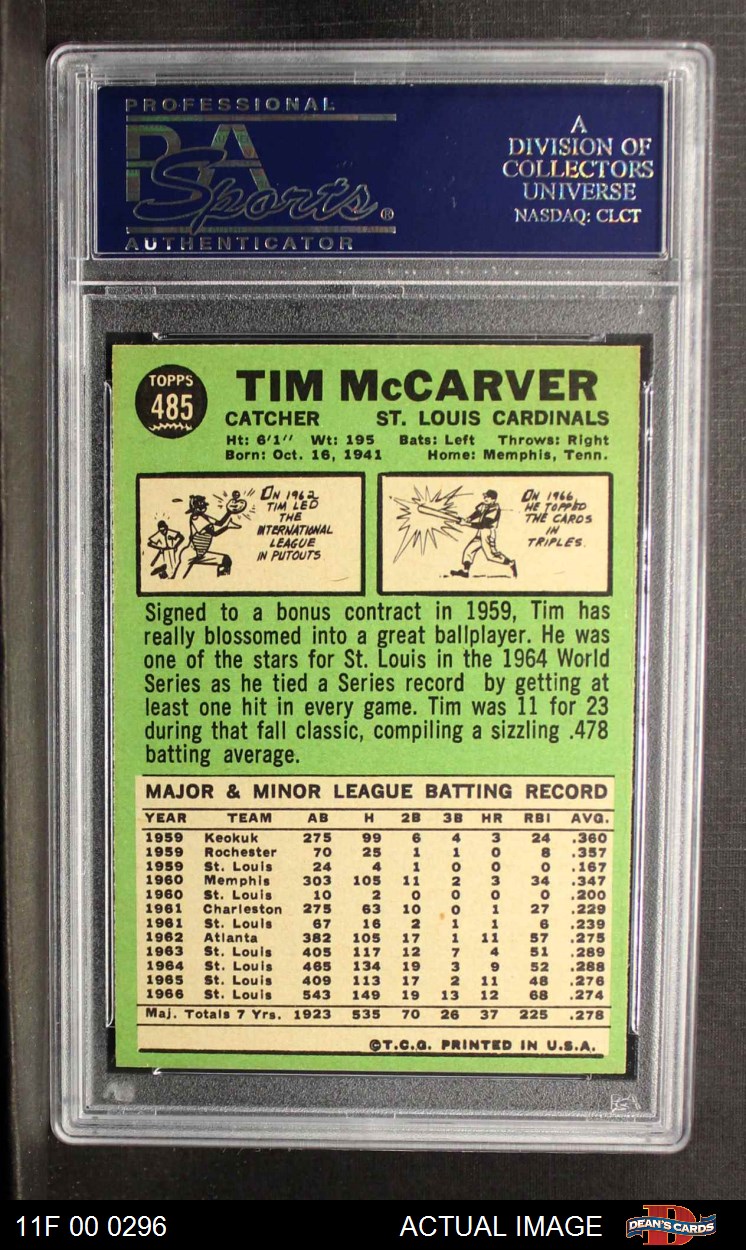 PROFESSIONAL
PSA
Sports®
AUTHENTICATOR
A
DIVISION OF
COLLECTORS
UNIVERSE
NASDAQ: CLCT
TOPPS
485
TIM McCARVER
CATCHER ST. LOUIS CARDINALS
Ht: 6'1" Wt: 195 Bats: Left Throws: Right
Born: Oct. 16, 1941 Home: Memphis, Tenn.
IN 1962
TIM LED
THE
INTERNATIONAL
LEAGUE
IN PUTOUTS
IN 1966,
HE TOPPED
THE CARDS
IN
TRIPLES.
Signed to a bonus contract in 1959, Tim has
really blossomed into a great ballplayer. He was
one of the stars for St. Louis in the 1964 World
Series as he tied a Series record by getting at
least one hit in every game. Tim was 11 for 23
during that fall classic, compiling a sizzling .478
batting average.
MAJOR & MINOR LEAGUE BATTING RECORD
YEAR TEAM AB H 2B 3B HR RBI AVG.
1959 Keokuk 275 99 6 4 3 24 .360
1959 Rochester 70 25 1 1 0 8 .357
1959 St. Louis 24 4 1 0 0 0 .167
1960 Memphis 303 105 11 2 3 34 .347
1960 St. Louis 10 2 0 0 0 0 .200
1961 Charleston 275 63 10 0 1 27 .229
1961 St. Louis 67 16 2 1 1 6 .239
1962 Atlanta 382 105 17 1 11 57 .275
1963 St. Louis 405 117 12 7 4 51 .289
1964 St. Louis 465 134 19 3 9 52 .288
1965 St. Louis 409 113 17 2 11 48 .276
1966 St. Louis 543 149 19 13 12 68 .274
Maj. Totals 7 Yrs. 1923 535 70 26 37 225 .278
©T.C.G. PRINTED IN U.S.A.
11F 00 0296 ACTUAL IMAGE DEAN'S CARDS